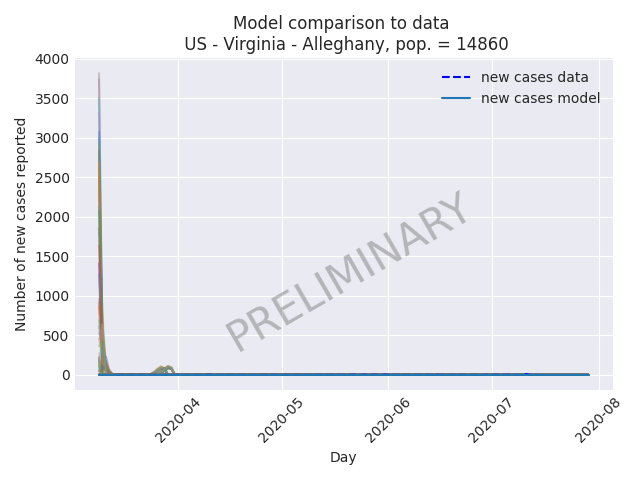 Model comparison to data
US - Virginia - Alleghany, pop. = 14860
4000
3500
3000
2500
2000
1500
1000
500
0
Number of new cases reported
new cases data
new cases model
PRELIMINARY
2020-04
2020-05
2020-06
2020-07
2020-08
Day